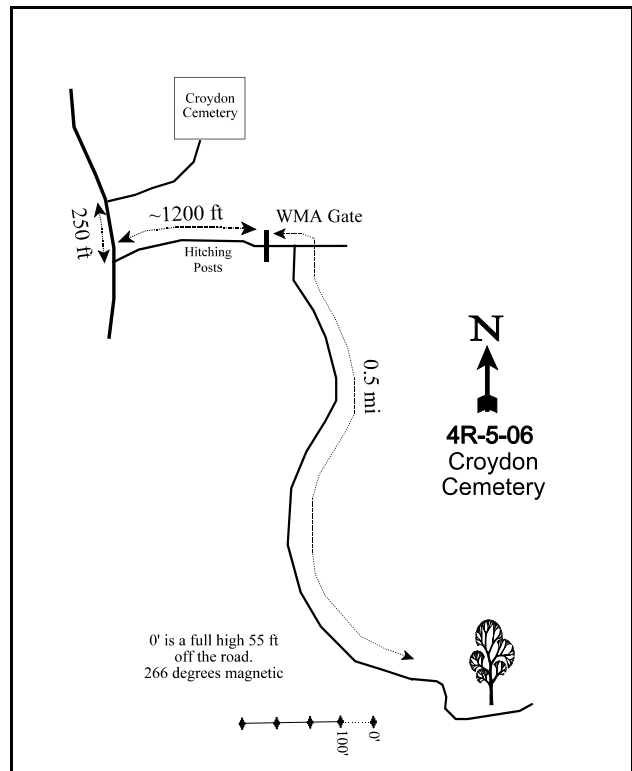 Croydon
Cemetery
250 ft
~1200 ft
WMA Gate
Hitching
Posts
0.5 mi
N
4R-5-06
Croydon
Cemetery
0' is a full high 55 ft
off the road.
266 degrees magnetic
100'
0'